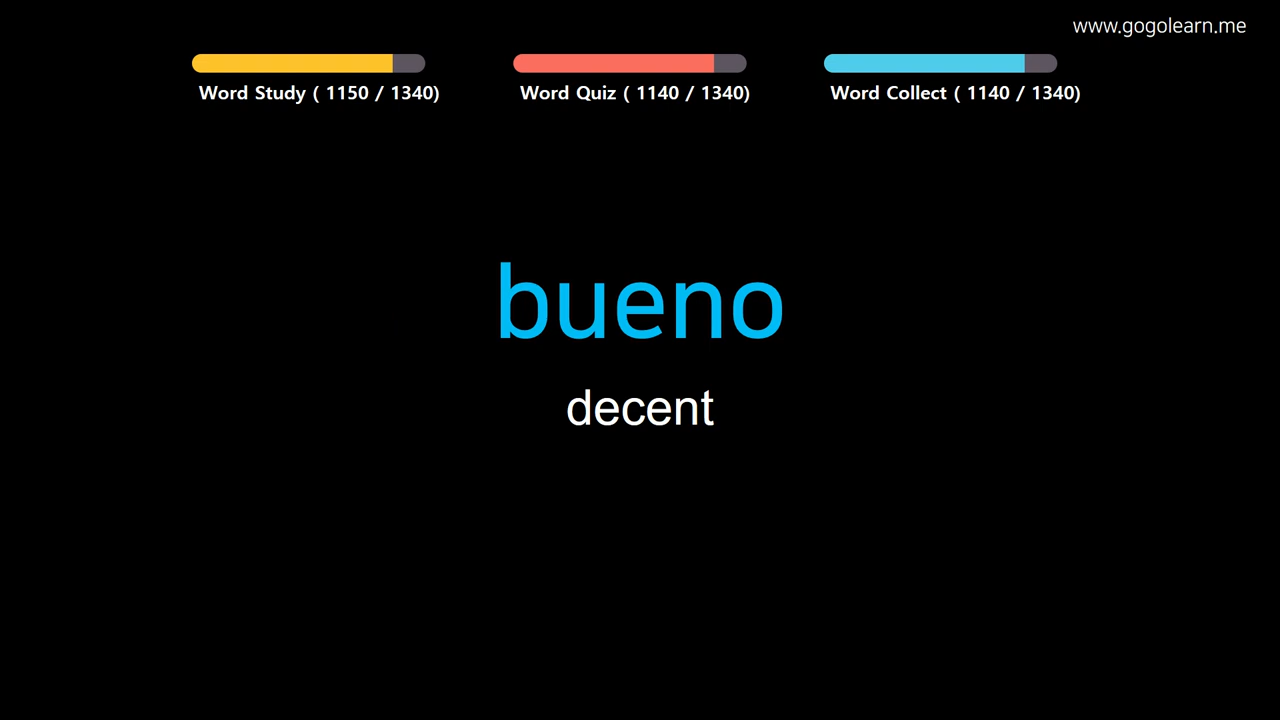 www.gogolearn.me
Word Study ( 1150 / 1340)
Word Quiz ( 1140 / 1340)
Word Collect ( 1140 / 1340)
bueno
decent